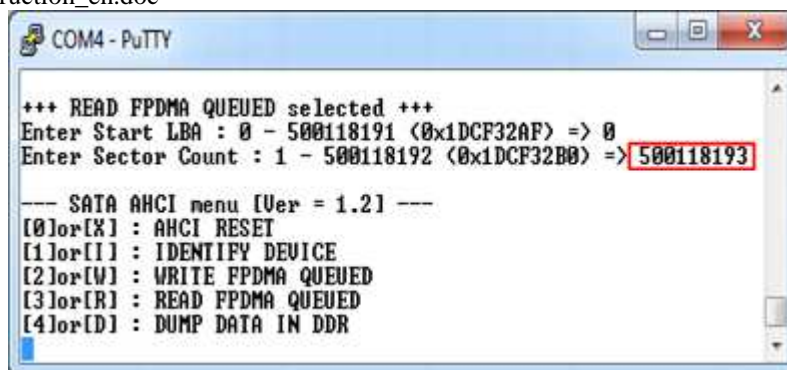 ruction_en.doc
COM4 - PuTTY
+++ READ FPDMA QUEUED selected +++
Enter Start LBA : 0 - 500118191 (0x1DCF32AF) => 0
Enter Sector Count : 1 - 500118192 (0x1DCF32B0) => 500118193
--- SATA AHCI menu [Ver = 1.2] ---
[0]or[X] : AHCI RESET
[1]or[I] : IDENTIFY DEVICE
[2]or[W] : WRITE FPDMA QUEUED
[3]or[R] : READ FPDMA QUEUED
[4]or[D] : DUMP DATA IN DDR